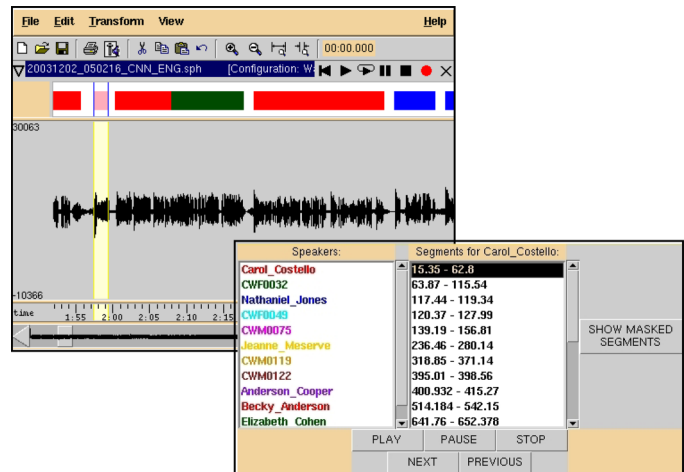 File Edit Transform View Help
00:00.000
20031202_050216_CNN_ENG.sph [Configuration: W
30063
-10366
time 1:55 2:00 2:05 2:10 2:15
Speakers: Segments for Carol_Costello:
Carol_Costello 15.35 - 62.8
CWF0032 63.87 - 115.54
Nathaniel_Jones 117.44 - 119.34
CWF0049 120.37 - 127.99
CWM0075 139.19 - 156.81
Jeanne_Meserve 236.46 - 280.14
CWM0119 318.85 - 371.14
CWM0122 395.01 - 398.56
Anderson_Cooper 400.932 - 415.27
Becky_Anderson 514.184 - 542.15
Elizabeth_Cohen 641.76 - 652.378
SHOW MASKED
SEGMENTS
PLAY PAUSE STOP
NEXT PREVIOUS